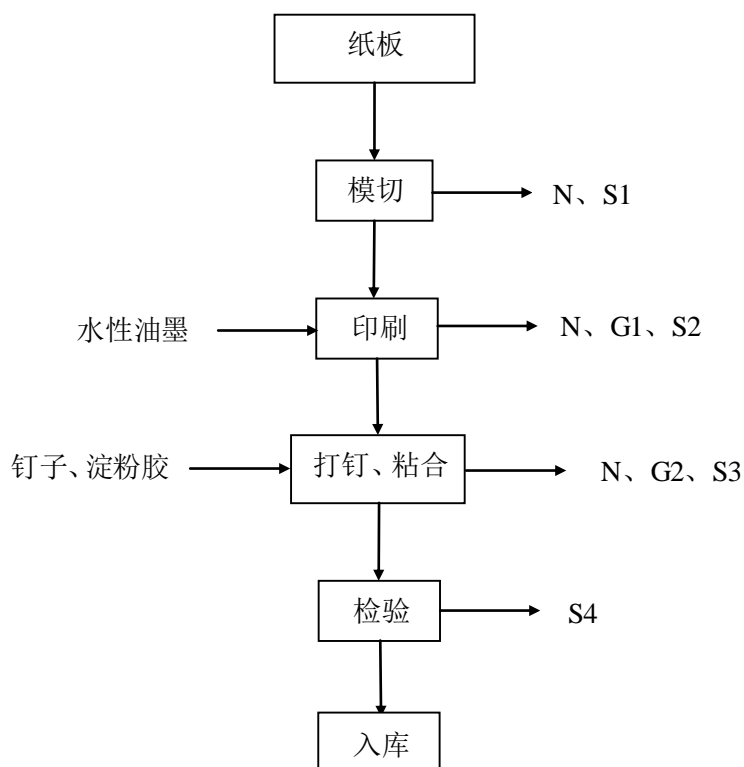 纸板
模切
N、S1
水性油墨
印刷
N、G1、S2
钉子、淀粉胶
打钉、粘合
N、G2、S3
检验
S4
入库